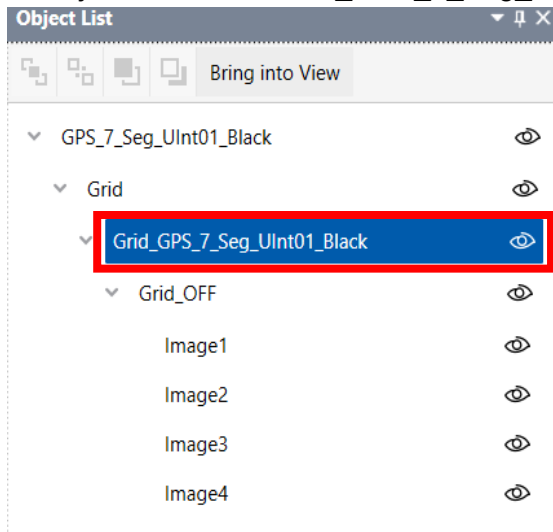 Object List
Bring into View
GPS_7_Seg_UInt01_Black
Grid
Grid_GPS_7_Seg_UInt01_Black
Grid_OFF
Image1
Image2
Image3
Image4